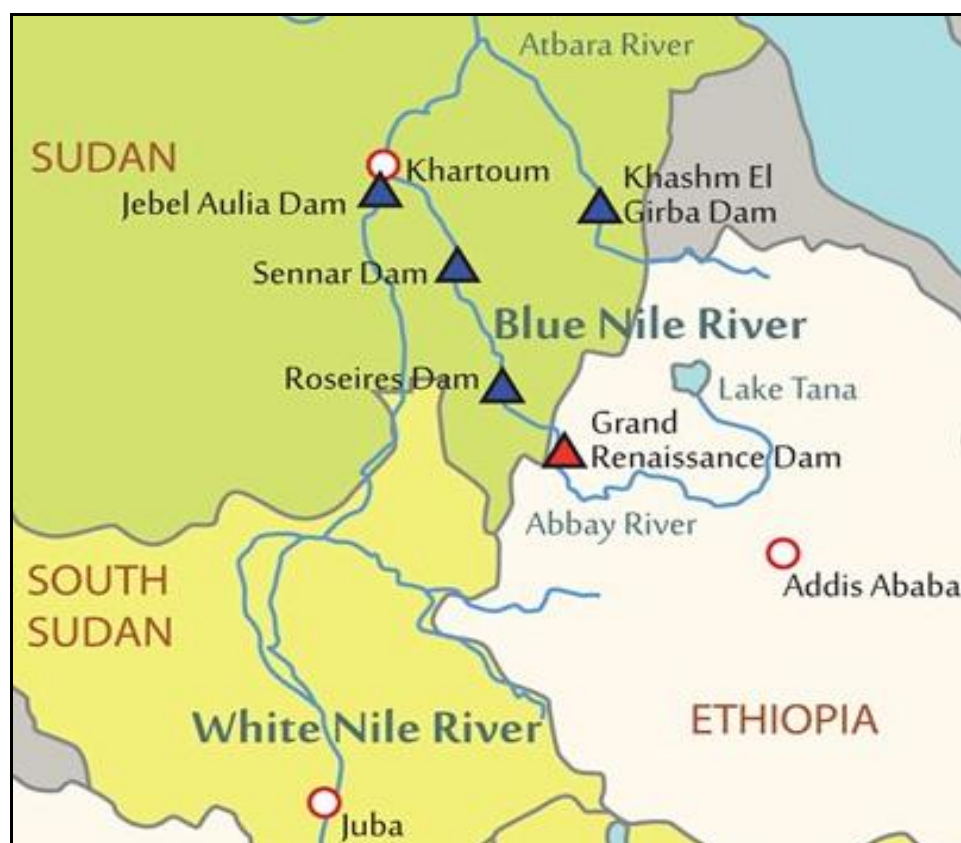 Atbara River
SUDAN
Khartoum
Khashm El
Girba Dam
Jebel Aulia Dam
Sennar Dam
Blue Nile River
Roseires Dam
Lake Tana
Grand
Renaissance Dam
Abbay River
Addis Ababa
SOUTH
SUDAN
White Nile River
ETHIOPIA
Juba